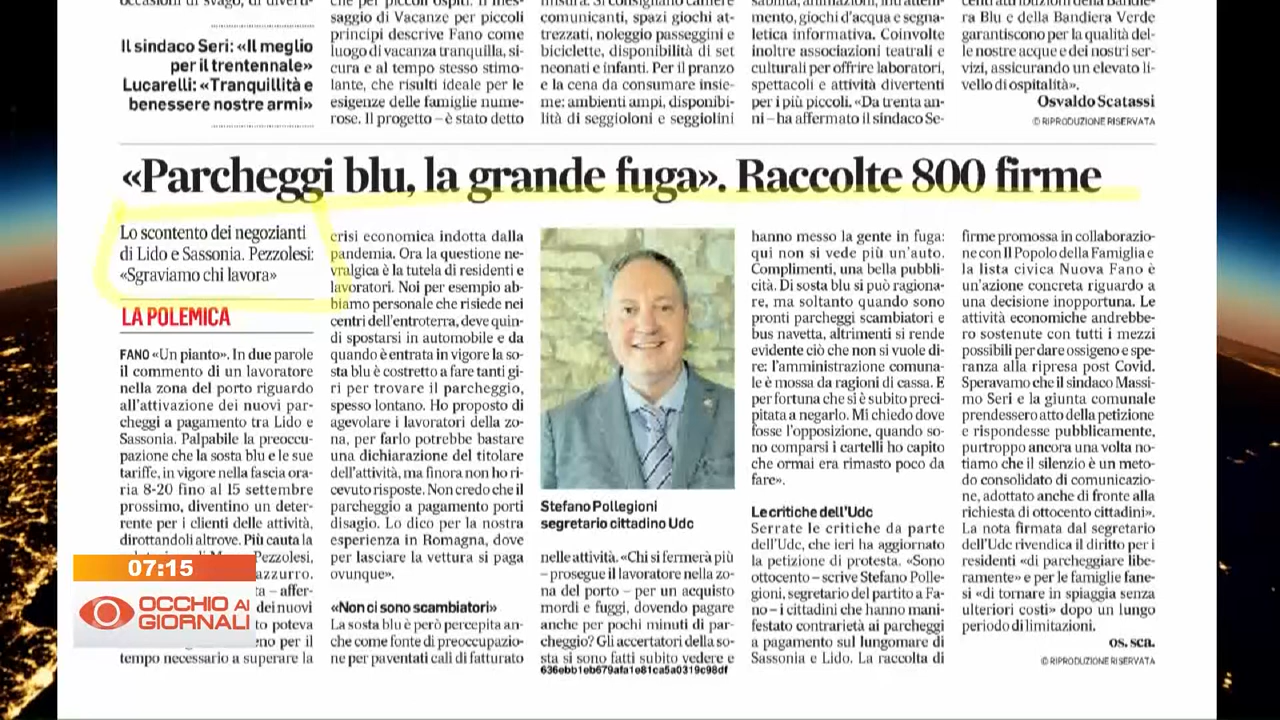 occasioni di svago, di diverti-
Il sindaco Seri: «Il meglio
per il trentennale»
Lucarelli: «Tranquillità e
benessere nostre armi»
che per piccoli ospiti. Il mes-
saggio di Vacanze per piccoli
principi descrive Fano come
luogo di vacanza tranquilla, si-
cura e al tempo stesso stimo-
lante, che risulti ideale per le
esigenze delle famiglie nume-
rose. Il progetto – è stato detto
misura. Si consigliano camere
comunicanti, spazi giochi at-
trezzati, noleggio passeggini e
biciclette, disponibilità di set
neonati e infanti. Per il pranzo
e la cena da consumare insie-
me: ambienti ampi, disponibi-
lità di seggioloni e seggiolini
sabilità, animazioni, intratteni-
mento, giochi d'acqua e segna-
letica informativa. Coinvolte
inoltre associazioni teatrali e
culturali per offrire laboratori,
spettacoli e attività divertenti
per i più piccoli. «Da trenta an-
ni – ha affermato il sindaco Se-
ra Blu e della Bandiera Verde
garantiscono per la qualità del-
le nostre acque e dei nostri ser-
vizi, assicurando un elevato li-
vello di ospitalità».
Osvaldo Scatassi
© RIPRODUZIONE RISERVATA
«Parcheggi blu, la grande fuga». Raccolte 800 firme
Lo scontento dei negozianti
di Lido e Sassonia. Pezzolesi:
«Sgraviamo chi lavora»
LA POLEMICA
FANO «Un pianto». In due parole
il commento di un lavoratore
nella zona del porto riguardo
all'attivazione dei nuovi par-
cheggi a pagamento tra Lido e
Sassonia. Palpabile la preoccu-
pazione che la sosta blu e le sue
tariffe, in vigore nella fascia ora-
ria 8-20 fino al 15 settembre
prossimo, diventino un deter-
rente per i clienti delle attività,
dirottandoli altrove. Più cauta la
Pezzolesi,
azzurro.
ta – affer-
dei nuovi
to poteva
eno per il
tempo necessario a superare la
crisi economica indotta dalla
pandemia. Ora la questione ne-
vralgica è la tutela di residenti e
lavoratori. Noi per esempio ab-
biamo personale che risiede nei
centri dell'entroterra, deve quin-
di spostarsi in automobile e da
quando è entrata in vigore la so-
sta blu è costretto a fare tanti gi-
ri per trovare il parcheggio,
spesso lontano. Ho proposto di
agevolare i lavoratori della zo-
na, per farlo potrebbe bastare
una dichiarazione del titolare
dell'attività, ma finora non ho ri-
cevuto risposte. Non credo che il
parcheggio a pagamento porti
disagio. Lo dico per la nostra
esperienza in Romagna, dove
per lasciare la vettura si paga
ovunque».
«Non ci sono scambiatori»
La sosta blu è però percepita an-
che come fonte di preoccupazio-
ne per paventati cali di fatturato
Stefano Pollegioni
segretario cittadino Udc
nelle attività. «Chi si fermerà più
– prosegue il lavoratore nella zo-
na del porto – per un acquisto
mordi e fuggi, dovendo pagare
anche per pochi minuti di par-
cheggio? Gli accertatori della so-
sta si sono fatti subito vedere e
636ebb1eb679afa1e81ca5a0319c98df
hanno messo la gente in fuga:
qui non si vede più un'auto.
Complimenti, una bella pubbli-
cità. Di sosta blu si può ragiona-
re, ma soltanto quando sono
pronti parcheggi scambiatori e
bus navetta, altrimenti si rende
evidente ciò che non si vuole di-
re: l'amministrazione comuna-
le è mossa da ragioni di cassa. E
per fortuna che si è subito preci-
pitata a negarlo. Mi chiedo dove
fosse l'opposizione, quando so-
no comparsi i cartelli ho capito
che ormai era rimasto poco da
fare».
Le critiche dell'Udc
Serrate le critiche da parte
dell'Udc, che ieri ha aggiornato
la petizione di protesta. «Sono
ottocento – scrive Stefano Polle-
gioni, segretario del partito a Fa-
no – i cittadini che hanno mani-
festato contrarietà ai parcheggi
a pagamento sul lungomare di
Sassonia e Lido. La raccolta di
firme promossa in collaborazio-
ne con il Popolo della Famiglia e
la lista civica Nuova Fano è
un'azione concreta riguardo a
una decisione inopportuna. Le
attività economiche andrebbe-
ro sostenute con tutti i mezzi
possibili per dare ossigeno e spe-
ranza alla ripresa post Covid.
Speravamo che il sindaco Massi-
mo Seri e la giunta comunale
prendessero atto della petizione
e rispondesse pubblicamente,
purtroppo ancora una volta no-
tiamo che il silenzio è un meto-
do consolidato di comunicazio-
ne, adottato anche di fronte alla
richiesta di ottocento cittadini».
La nota firmata dal segretario
dell'Udc rivendica il diritto per i
residenti «di parcheggiare libe-
ramente» e per le famiglie fane-
si «di tornare in spiaggia senza
ulteriori costi» dopo un lungo
periodo di limitazioni.
os. sca.
© RIPRODUZIONE RISERVATA
07:15
OCCHIO AI
GIORNALI